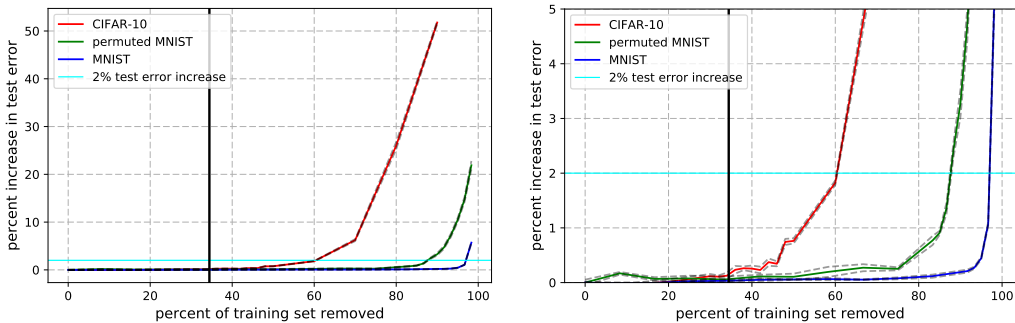 percent increase in test error
50
40
30
20
10
0
CIFAR-10
permuted MNIST
MNIST
2% test error increase
0
20
40
60
80
100
percent of training set removed
percent increase in test error
5
4
3
2
1
0
CIFAR-10
permuted MNIST
MNIST
2% test error increase
0
20
40
60
80
100
percent of training set removed